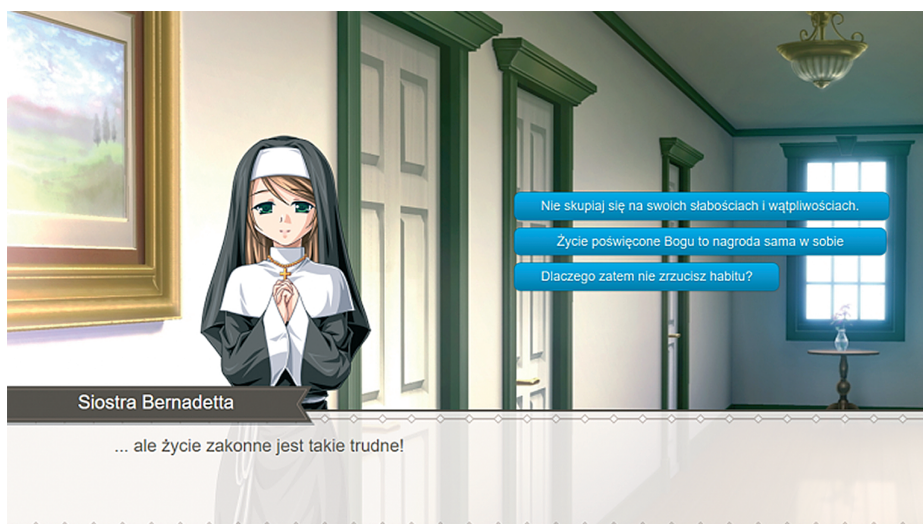 Nie skupiaj się na swoich słabościach i wątpliwościach.
Życie poświęcone Bogu to nagroda sama w sobie
Dlaczego zatem nie zrzucisz habitu?
Siostra Bernadetta
... ale życie zakonne jest takie trudne!